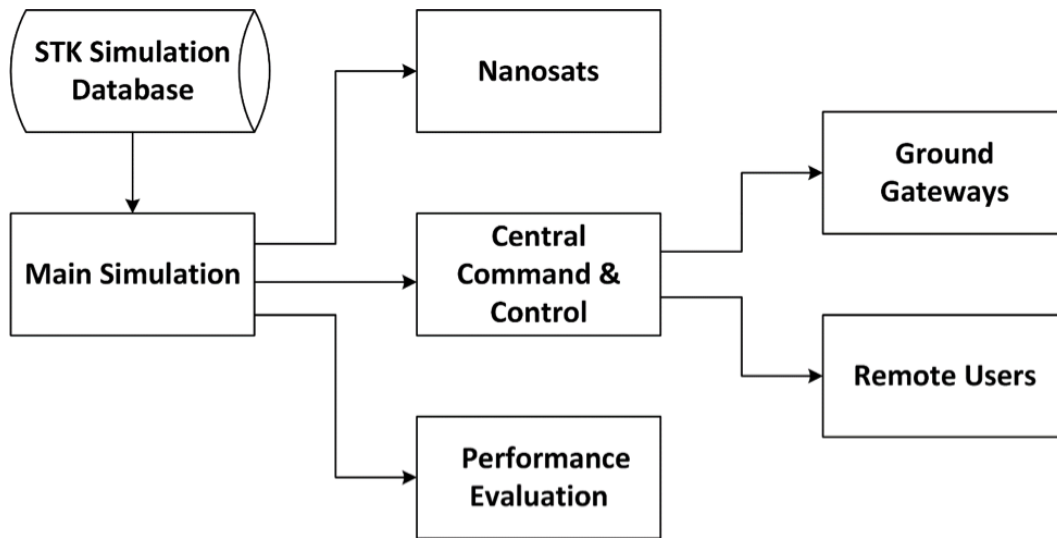 STK Simulation
Database
Nanosats
Ground
Gateways
Main Simulation
Central
Command &
Control
Remote Users
Performance
Evaluation